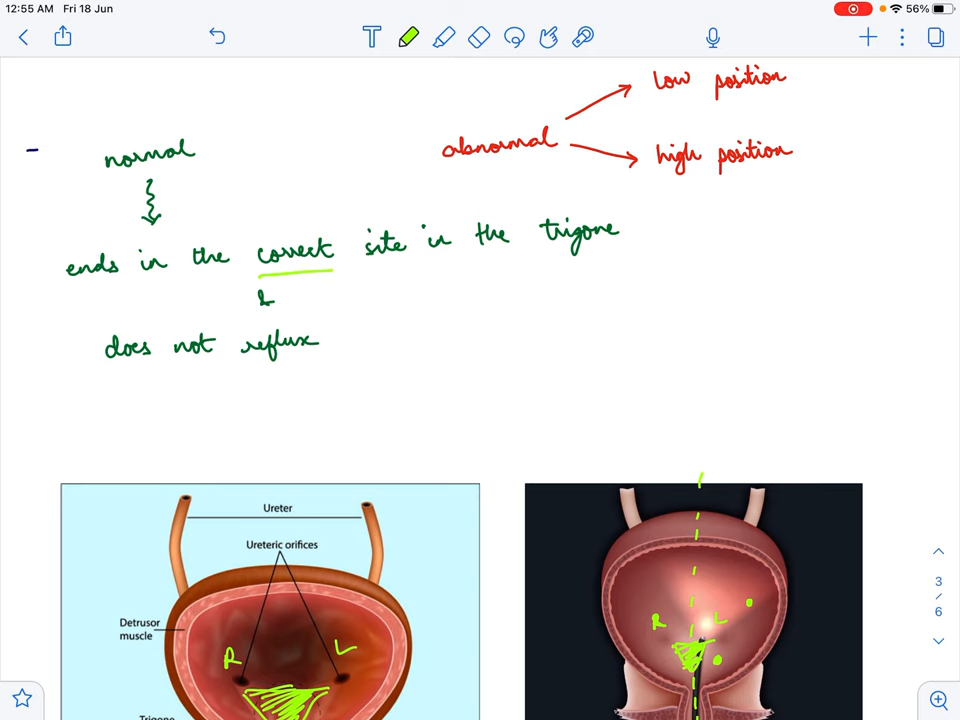 12:55 AM Fri 18 Jun
56%
T
low position
abnormal
high position
normal
ends in the correct site in the trigone
&
does not reflux
3
/
6
Ureter
Ureteric orifices
Detrusor
muscle
R
L
R
L
Trigone